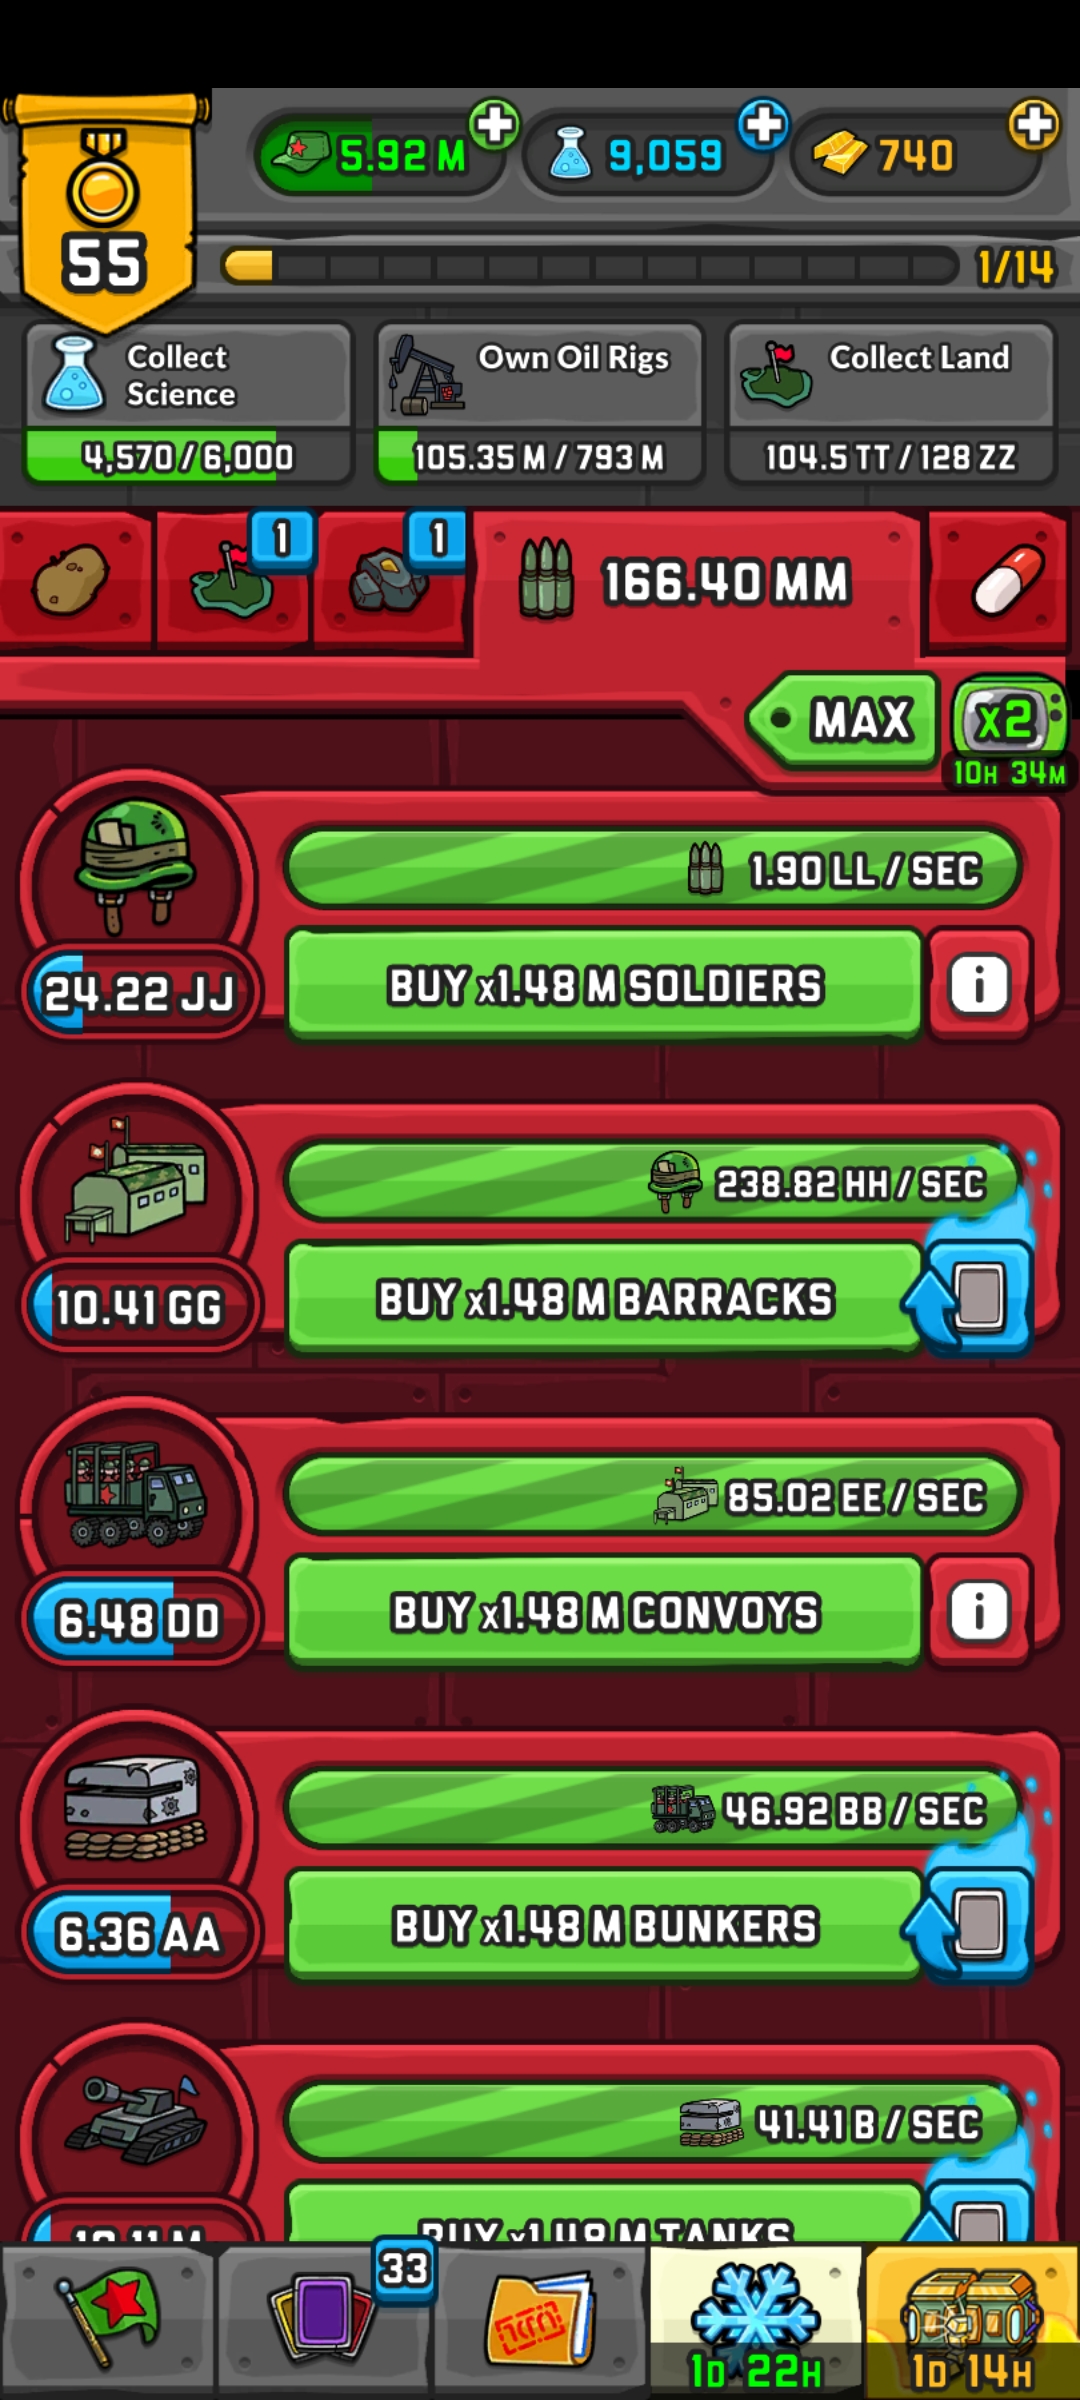 55
5.92 M
9,059
740
1/14
Collect
Science
4,570 / 6,000
Own Oil Rigs
105.35 M / 793 M
Collect Land
104.5 TT / 128 ZZ
1
1
166.40 MM
MAX
x2
10H 34M
1.90 LL / SEC
24.22 JJ
BUY x1.48 M SOLDIERS
i
238.82 HH / SEC
10.41 GG
BUY x1.48 M BARRACKS
85.02 EE / SEC
6.48 DD
BUY x1.48 M CONVOYS
i
46.92 BB / SEC
6.36 AA
BUY x1.48 M BUNKERS
41.41 B / SEC
BUY x1.48 M TANKS
33
1D 22H
1D 14H